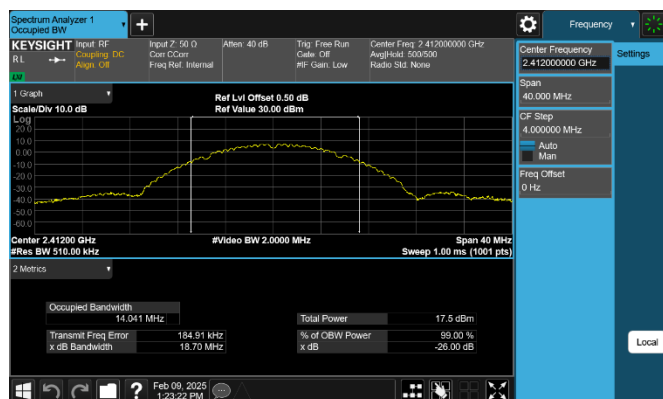 Spectrum Analyzer 1
Occupied BW
+
Frequency
KEYSIGHT Input: RF Input Z: 50 Ω Atten: 40 dB Trig: Free Run Center Freq: 2.412000000 GHz
RL Coupling: DC Corr CCorr Gate: Off Avg|Hold: 500/500
Align: Off Freq Ref: Internal #IF Gain: Low Radio Std: None
LXI
Center Frequency
2.412000000 GHz
Settings
Span
40.000 MHz
CF Step
4.000000 MHz
Auto
Man
Freq Offset
0 Hz
Local
1 Graph
Ref Lvl Offset 0.50 dB
Scale/Div 10.0 dB Ref Value 30.00 dBm
Log
20.0
10.0
0.00
-10.0
-20.0
-30.0
-40.0
-50.0
-60.0
Center 2.41200 GHz #Video BW 2.0000 MHz Span 40 MHz
#Res BW 510.00 kHz Sweep 1.00 ms (1001 pts)
2 Metrics
Occupied Bandwidth
14.041 MHz Total Power 17.5 dBm
Transmit Freq Error 184.91 kHz % of OBW Power 99.00 %
x dB Bandwidth 18.70 MHz x dB -26.00 dB
? Feb 09, 2025
1:23:22 PM